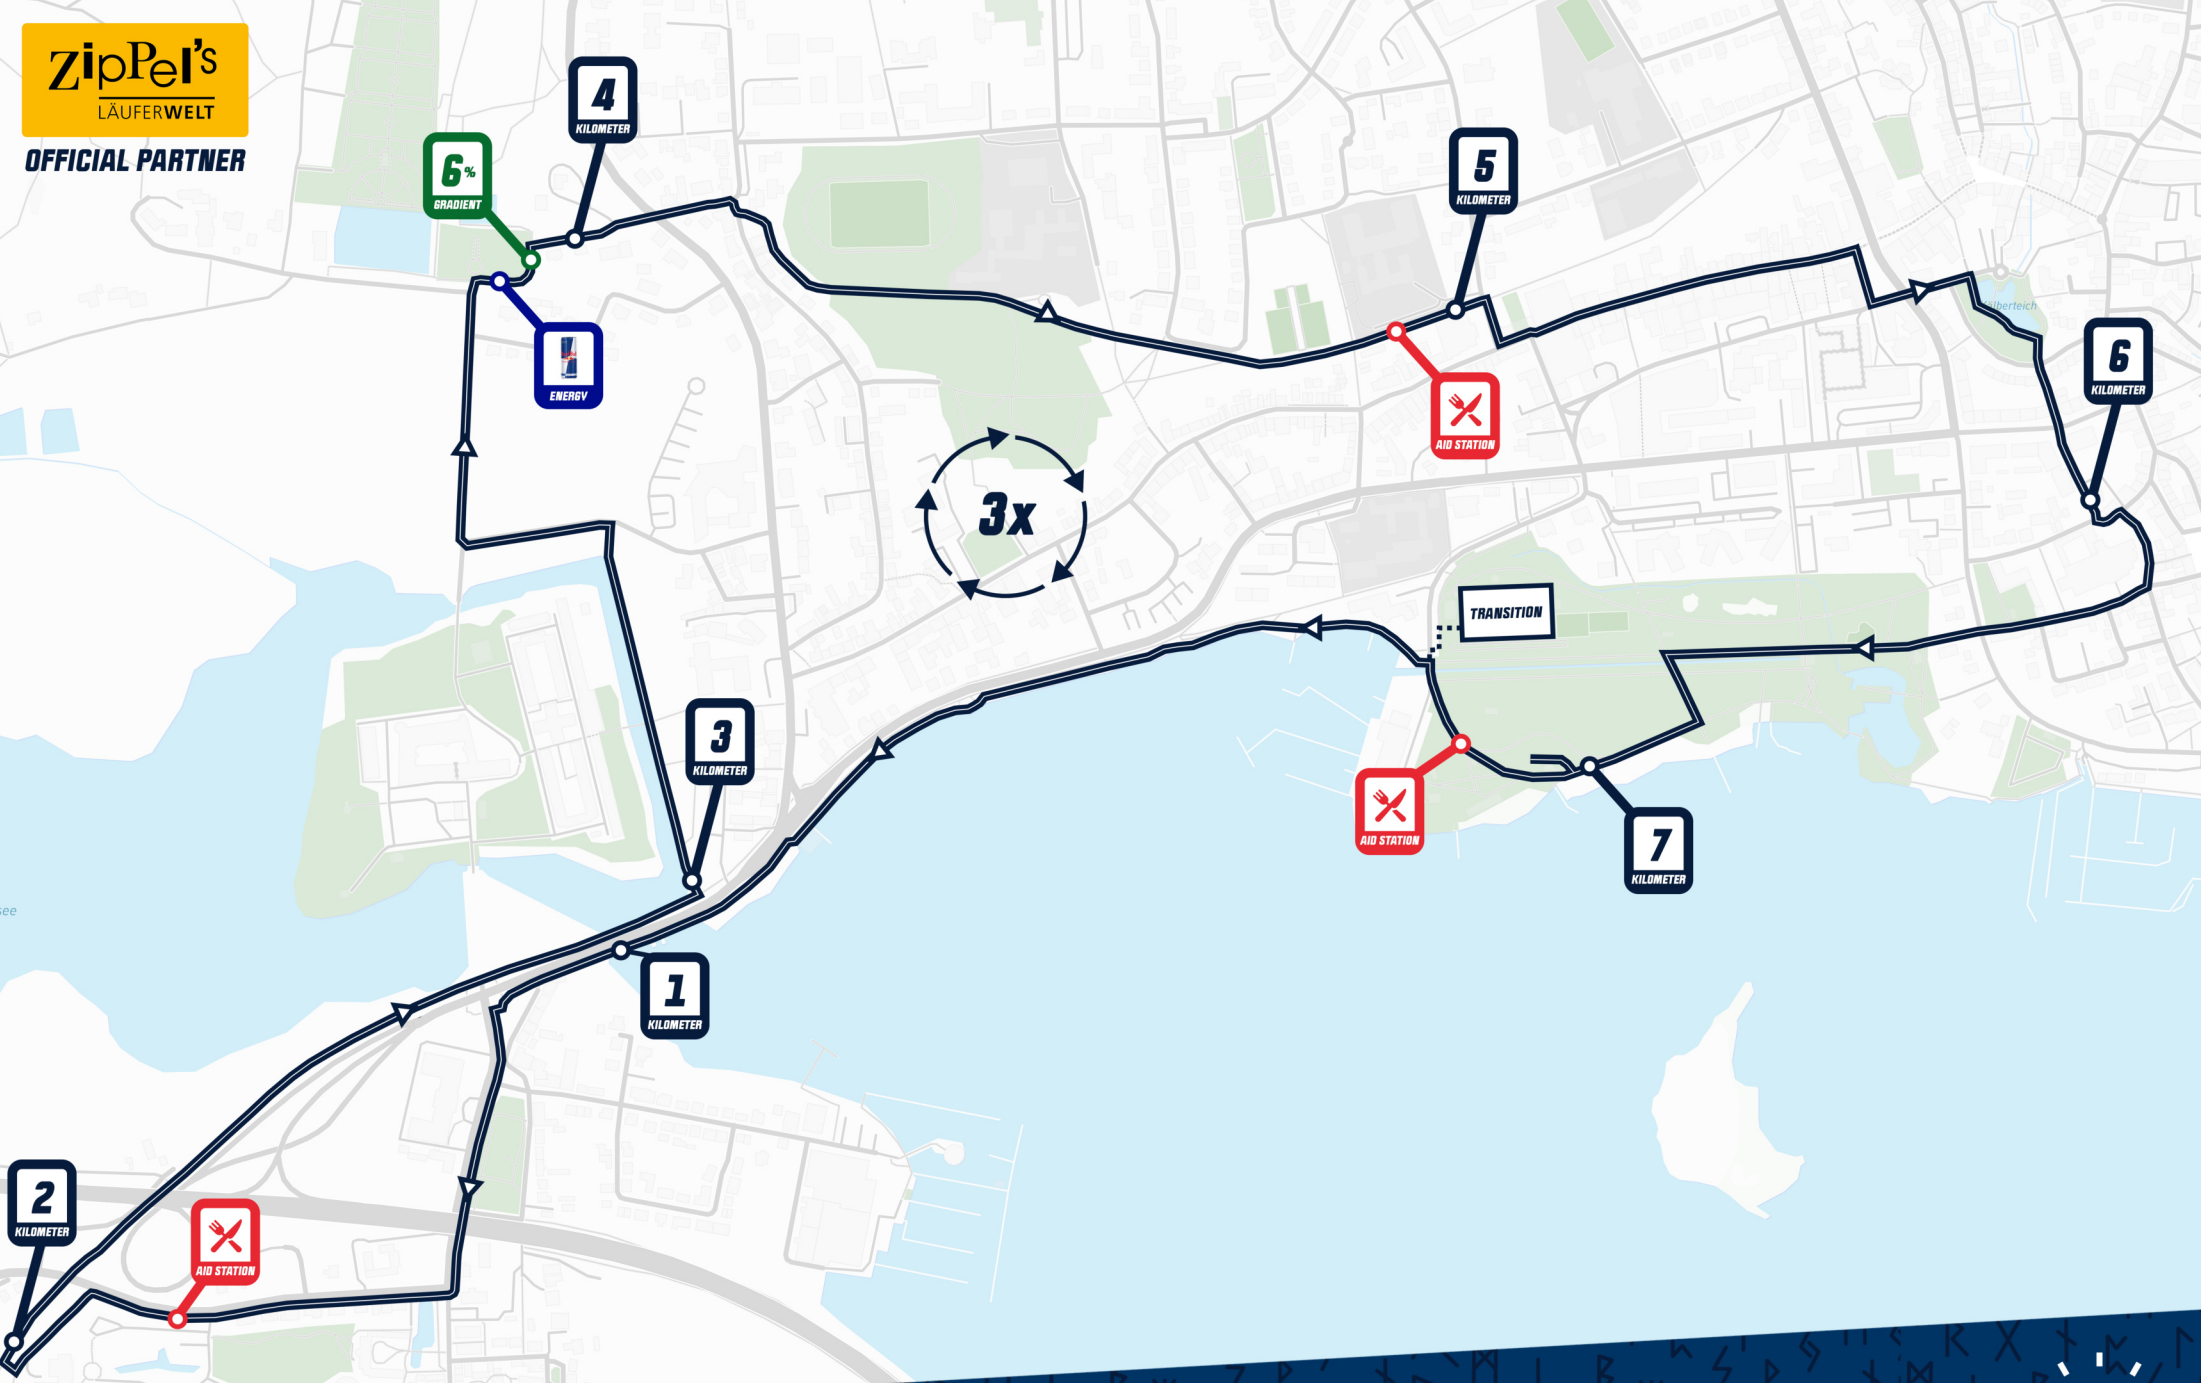 zipPel's
LÄUFERWELT
OFFICIAL PARTNER
4
KILOMETER
6%
GRADIENT
5
KILOMETER
ENERGY
6
KILOMETER
AID STATION
3x
TRANSITION
3
KILOMETER
AID STATION
7
KILOMETER
see
1
KILOMETER
2
KILOMETER
AID STATION